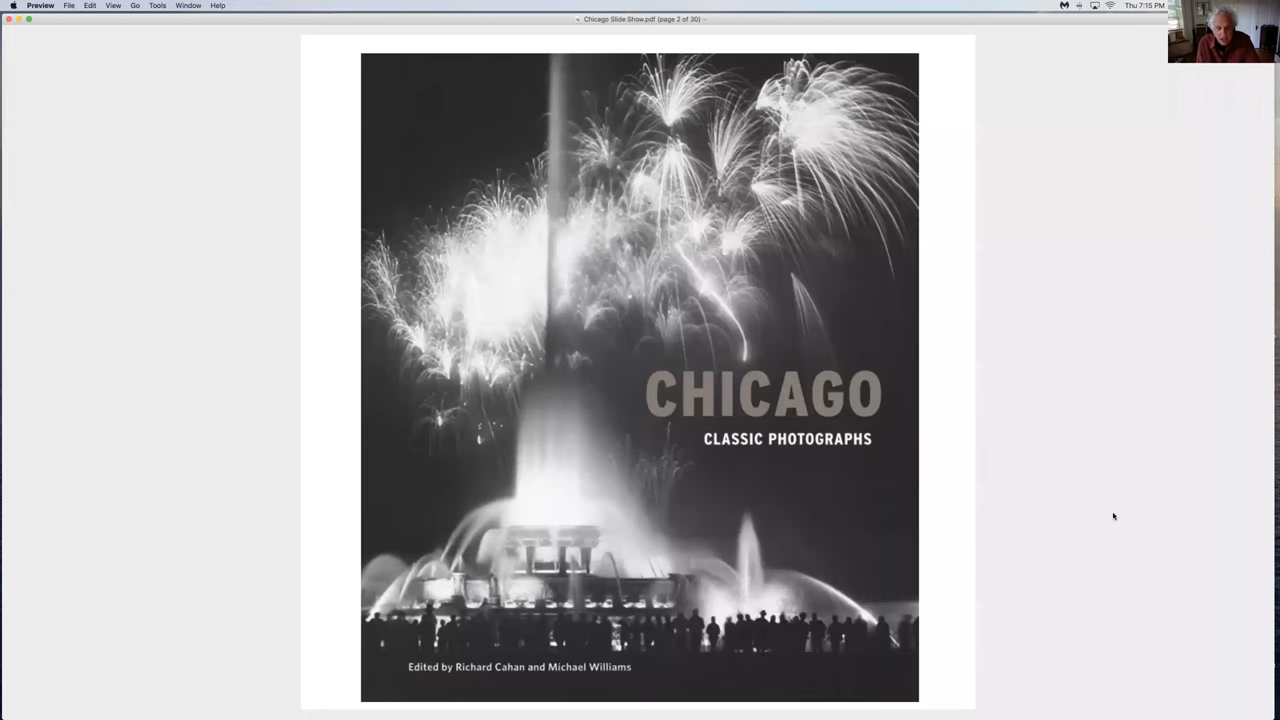 Preview File Edit View Go Tools Window Help
Thu 7:15 PM
Chicago Slide Show.pdf (page 2 of 30)
CHICAGO
CLASSIC PHOTOGRAPHS
Edited by Richard Cahan and Michael Williams